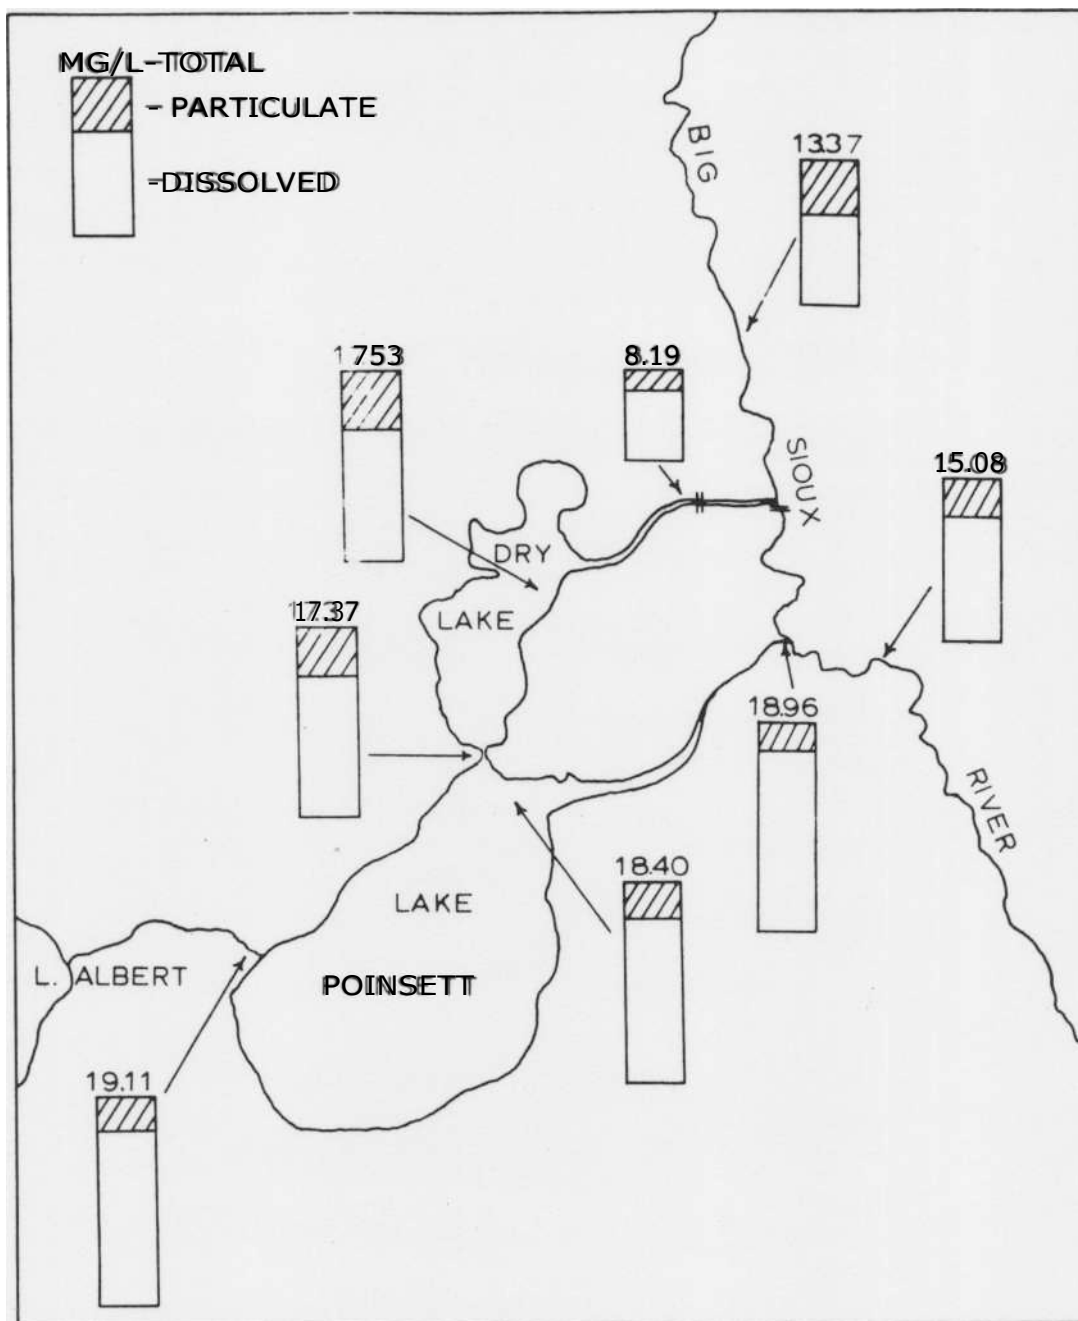 MG/L-TOTAL
- PARTICULATE
-DISSOLVED
BIG
13.37
1753
8.19
SIOUX
15.08
DRY
LAKE
17.37
18.96
RIVER
18.40
LAKE
L. ALBERT
POINSETT
19.11